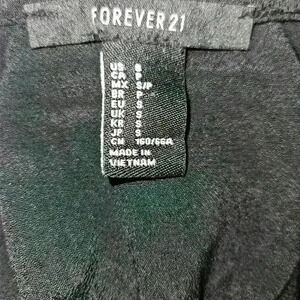 FOREVER 21
US S
CA P
MX S/P
BR P
EU S
UK S
KR S
JP S
CN 160/66A
MADE IN
VIETNAM